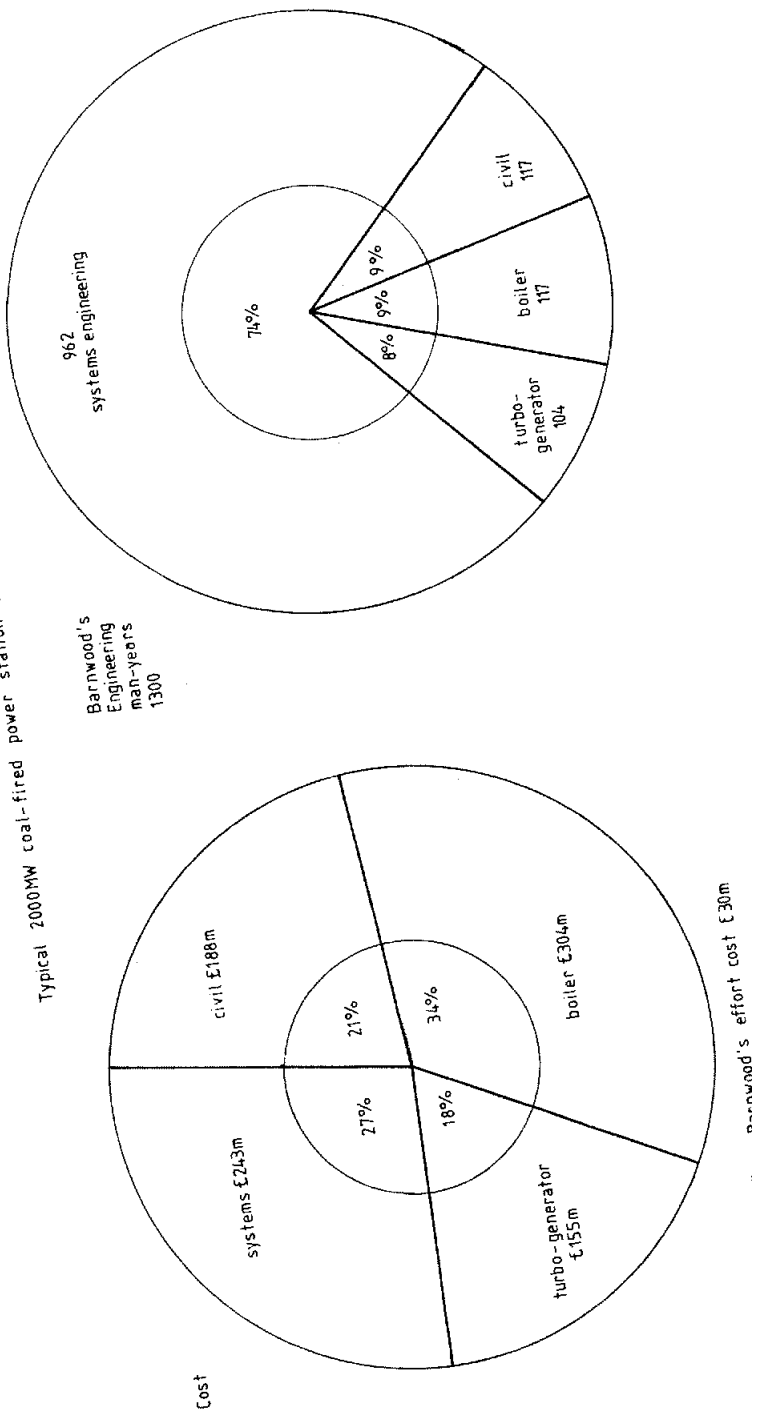 Typical 2000MW coal-fired power station
Cost
systems £243m
civil £188m
27%
21%
18%
34%
turbo-generator
£155m
boiler £304m
effort cost £30m
Barnwood's
Engineering
man-years
1300
962
systems engineering
74%
8%
9%
9%
turbo-
generator
104
boiler
117
civil
117